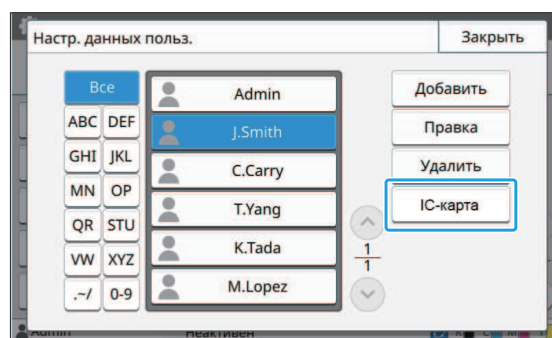 Настр. данных польз.
Закрыть
Все
ABC DEF
GHI JKL
MN OP
QR STU
VW XYZ
.~/ 0-9
Admin
J.Smith
C.Carry
T.Yang
K.Tada
M.Lopez
1
1
Добавить
Правка
Удалить
IC-карта
Admin
Неактивен